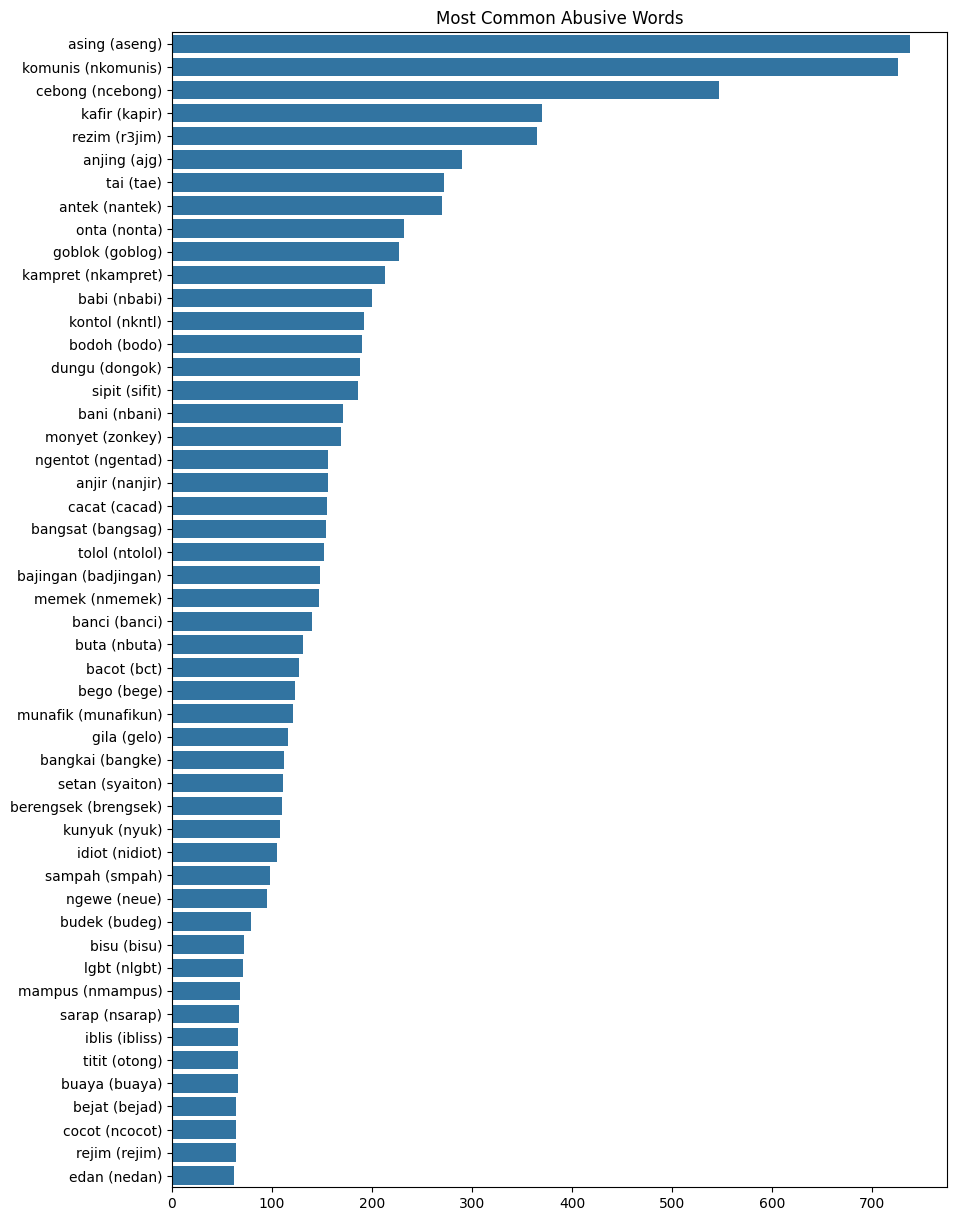 Most Common Abusive Words
asing (aseng)
komunis (nkomunis)
cebong (ncebong)
kafir (kapir)
rezim (r3jim)
anjing (ajg)
tai (tae)
antek (nantek)
onta (nonta)
goblok (goblog)
kampret (nkampret)
babi (nbabi)
kontol (nkntl)
bodoh (bodo)
dungu (dongok)
sipit (sifit)
bani (nbani)
monyet (zonkey)
ngentot (ngentad)
anjir (nanjir)
cacat (cacad)
bangsat (bangsag)
tolol (ntolol)
bajingan (badjingan)
memek (nmemek)
banci (banci)
buta (nbuta)
bacot (bct)
bego (bege)
munafik (munafikun)
gila (gelo)
bangkai (bangke)
setan (syaiton)
berengsek (brengsek)
kunyuk (nyuk)
idiot (nidiot)
sampah (smpah)
ngewe (neue)
budek (budeg)
bisu (bisu)
lgbt (nlgbt)
mampus (nmampus)
sarap (nsarap)
iblis (ibliss)
titit (otong)
buaya (buaya)
bejat (bejad)
cocot (ncocot)
rejim (rejim)
edan (nedan)
0 100 200 300 400 500 600 700